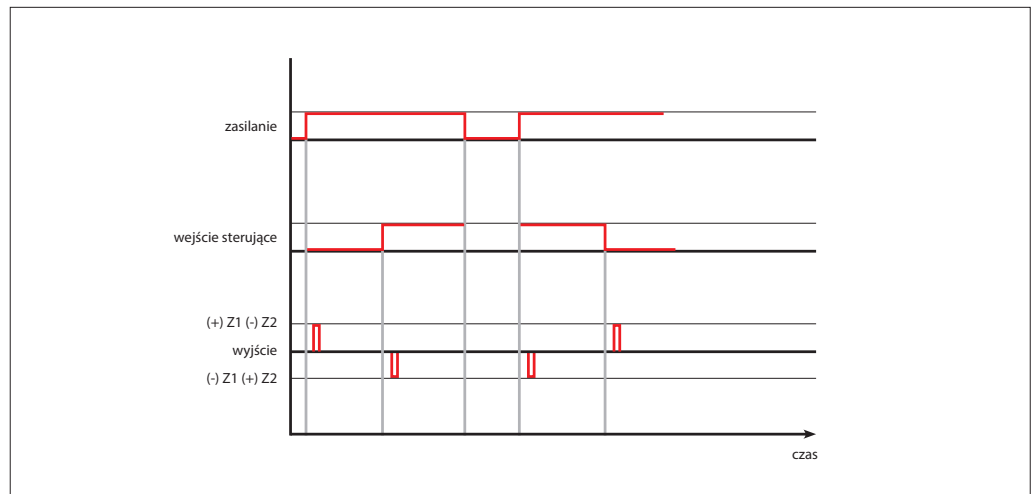 zasilanie
wejście sterujące
(+) Z1 (-) Z2
wyjście
(-) Z1 (+) Z2
czas